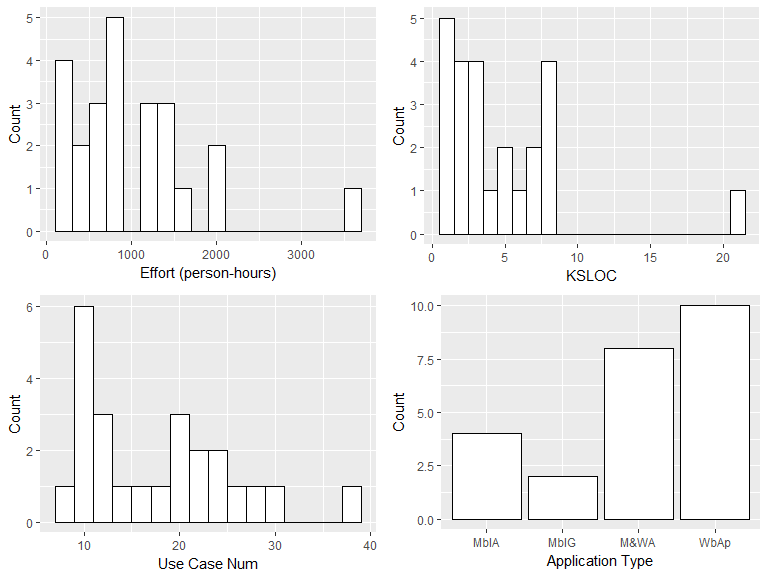 5
4
3
2
1
0
Count
0
1000
2000
3000
Effort (person-hours)
5
4
3
2
1
0
Count
0
5
10
15
20
KSLOC
6
4
2
0
Count
10
20
30
40
Use Case Num
10.0
7.5
5.0
2.5
0.0
Count
MblA
MblG
M&WA
WbAp
Application Type